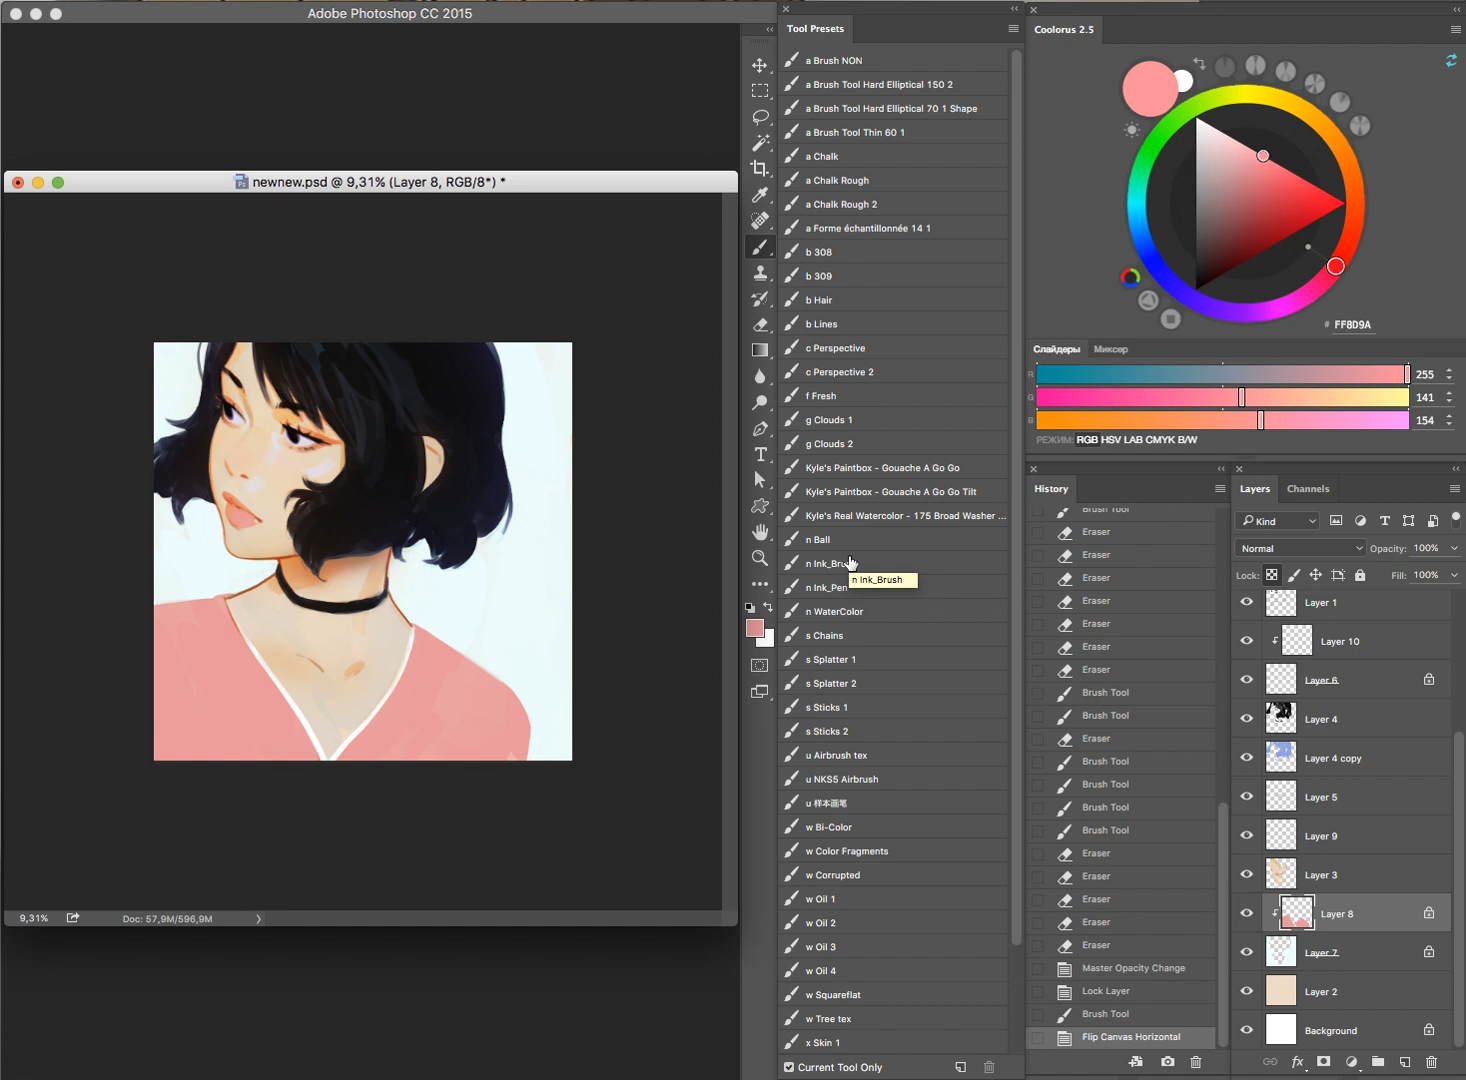 Adobe Photoshop CC 2015
newnew.psd @ 9,31% (Layer 8, RGB/8*) *
9,31%
Doc: 57,9M/596,9M
Tool Presets
a Brush NON
a Brush Tool Hard Elliptical 150 2
a Brush Tool Hard Elliptical 70 1 Shape
a Brush Tool Thin 60 1
a Chalk
a Chalk Rough
a Chalk Rough 2
a Forme échantillonnée 14 1
b 308
b 309
b Hair
b Lines
c Perspective
c Perspective 2
f Fresh
g Clouds 1
g Clouds 2
Kyle's Paintbox - Gouache A Go Go
Kyle's Paintbox - Gouache A Go Go Tilt
Kyle's Real Watercolor - 175 Broad Washer ...
n Ball
n Ink_Bru
n Ink_Brush
n Ink_Pen
n WaterColor
s Chains
s Splatter 1
s Splatter 2
s Sticks 1
s Sticks 2
u Airbrush tex
u NKS5 Airbrush
u 样本画笔
w Bi-Color
w Color Fragments
w Corrupted
w Oil 1
w Oil 2
w Oil 3
w Oil 4
w Squareflat
w Tree tex
x Skin 1
Current Tool Only
Coolorus 2.5
# FF8D9A
Слайдеры Миксер
R 255
G 141
B 154
РЕЖИМ: RGB HSV LAB CMYK B/W
History
Brush Tool
Eraser
Eraser
Eraser
Eraser
Eraser
Eraser
Eraser
Brush Tool
Brush Tool
Eraser
Brush Tool
Brush Tool
Brush Tool
Brush Tool
Eraser
Eraser
Eraser
Eraser
Eraser
Master Opacity Change
Lock Layer
Brush Tool
Flip Canvas Horizontal
Layers Channels
Kind
Normal Opacity: 100%
Lock: Fill: 100%
Layer 1
Layer 10
Layer 6
Layer 4
Layer 4 copy
Layer 5
Layer 9
Layer 3
Layer 8
Layer 7
Layer 2
Background
fx